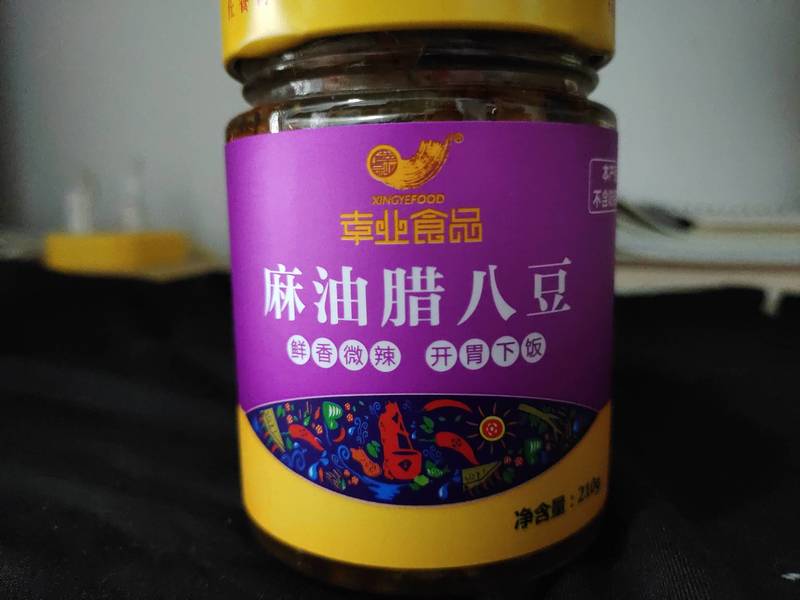 XINGYEFOOD
幸业食品
麻油腊八豆
鲜香微辣 开胃下饭
净含量：210g